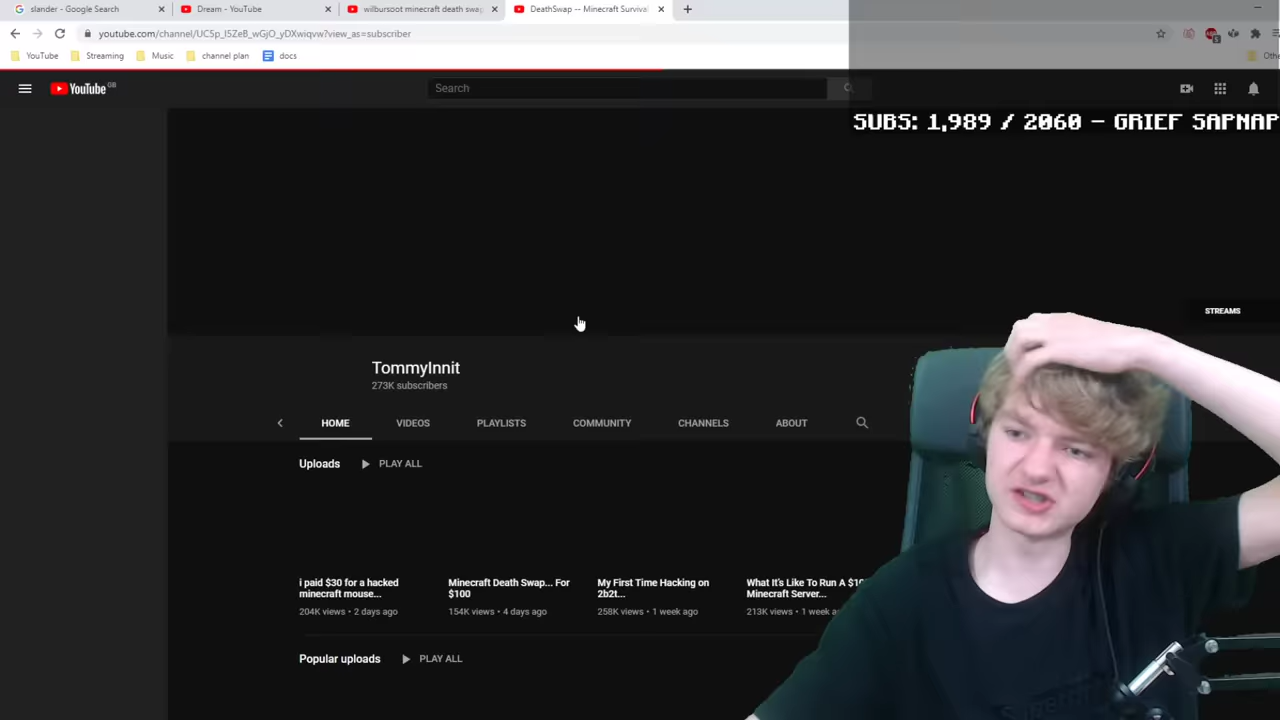 slander - Google Search
Dream - YouTube
wilbursoot minecraft death swap
DeathSwap -- Minecraft Survival
youtube.com/channel/UC5p_l5ZeB_wGjO_yDXwiqvw?view_as=subscriber
YouTube
Streaming
Music
channel plan
docs
Othe
YouTube GB
Search
SUBS: 1,989 / 2060 - GRIEF SAPNAP
STREAMS
TommyInnit
273K subscribers
HOME
VIDEOS
PLAYLISTS
COMMUNITY
CHANNELS
ABOUT
Uploads
PLAY ALL
i paid $30 for a hacked
minecraft mouse...
204K views • 2 days ago
Minecraft Death Swap... For
$100
154K views • 4 days ago
My First Time Hacking on
2b2t...
258K views • 1 week ago
What It's Like To Run A $10
Minecraft Server...
213K views • 1 week a
Popular uploads
PLAY ALL